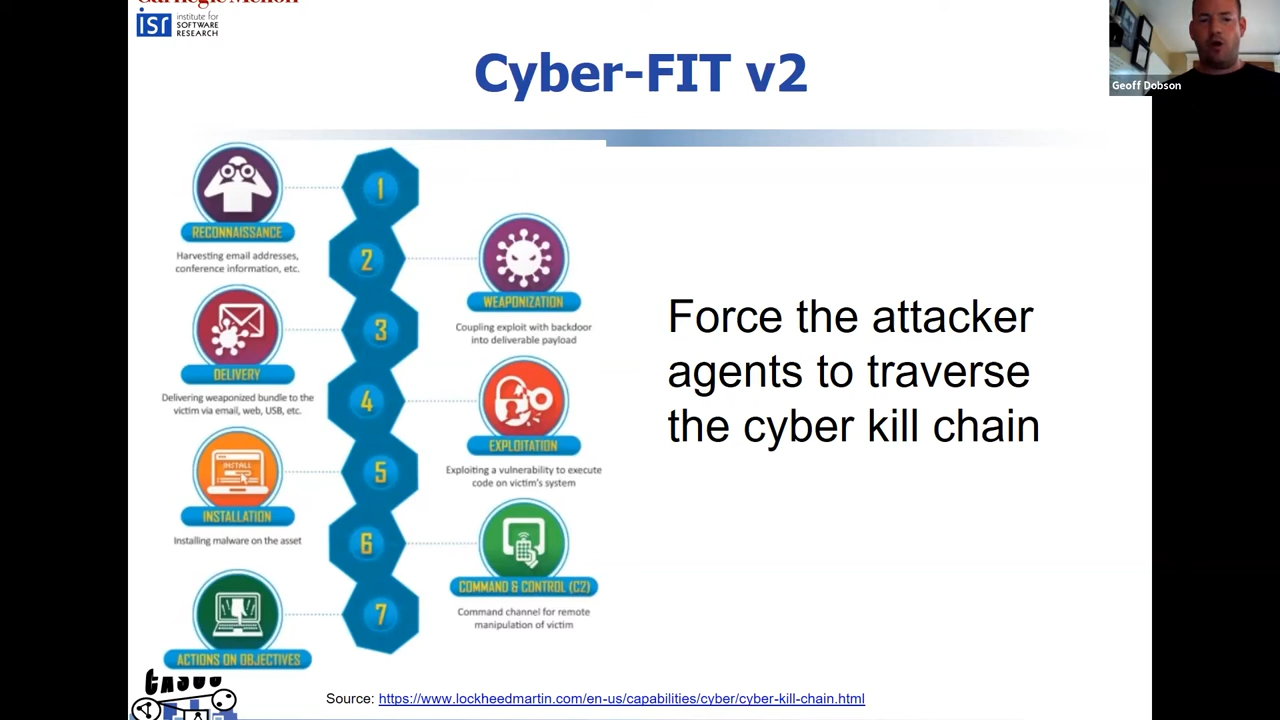 Carnegie Mellon
isr institute for
SOFTWARE
RESEARCH
Cyber-FIT v2
Geoff Dobson
1
RECONNAISSANCE
Harvesting email addresses,
conference information, etc.
2
WEAPONIZATION
Coupling exploit with backdoor
into deliverable payload
3
DELIVERY
Delivering weaponized bundle to the
victim via email, web, USB, etc.
4
EXPLOITATION
Exploiting a vulnerability to execute
code on victim's system
5
INSTALL
INSTALLATION
Installing malware on the asset
6
COMMAND & CONTROL (C2)
Command channel for remote
manipulation of victim
7
ACTIONS ON OBJECTIVES
Force the attacker
agents to traverse
the cyber kill chain
Source: https://www.lockheedmartin.com/en-us/capabilities/cyber/cyber-kill-chain.html